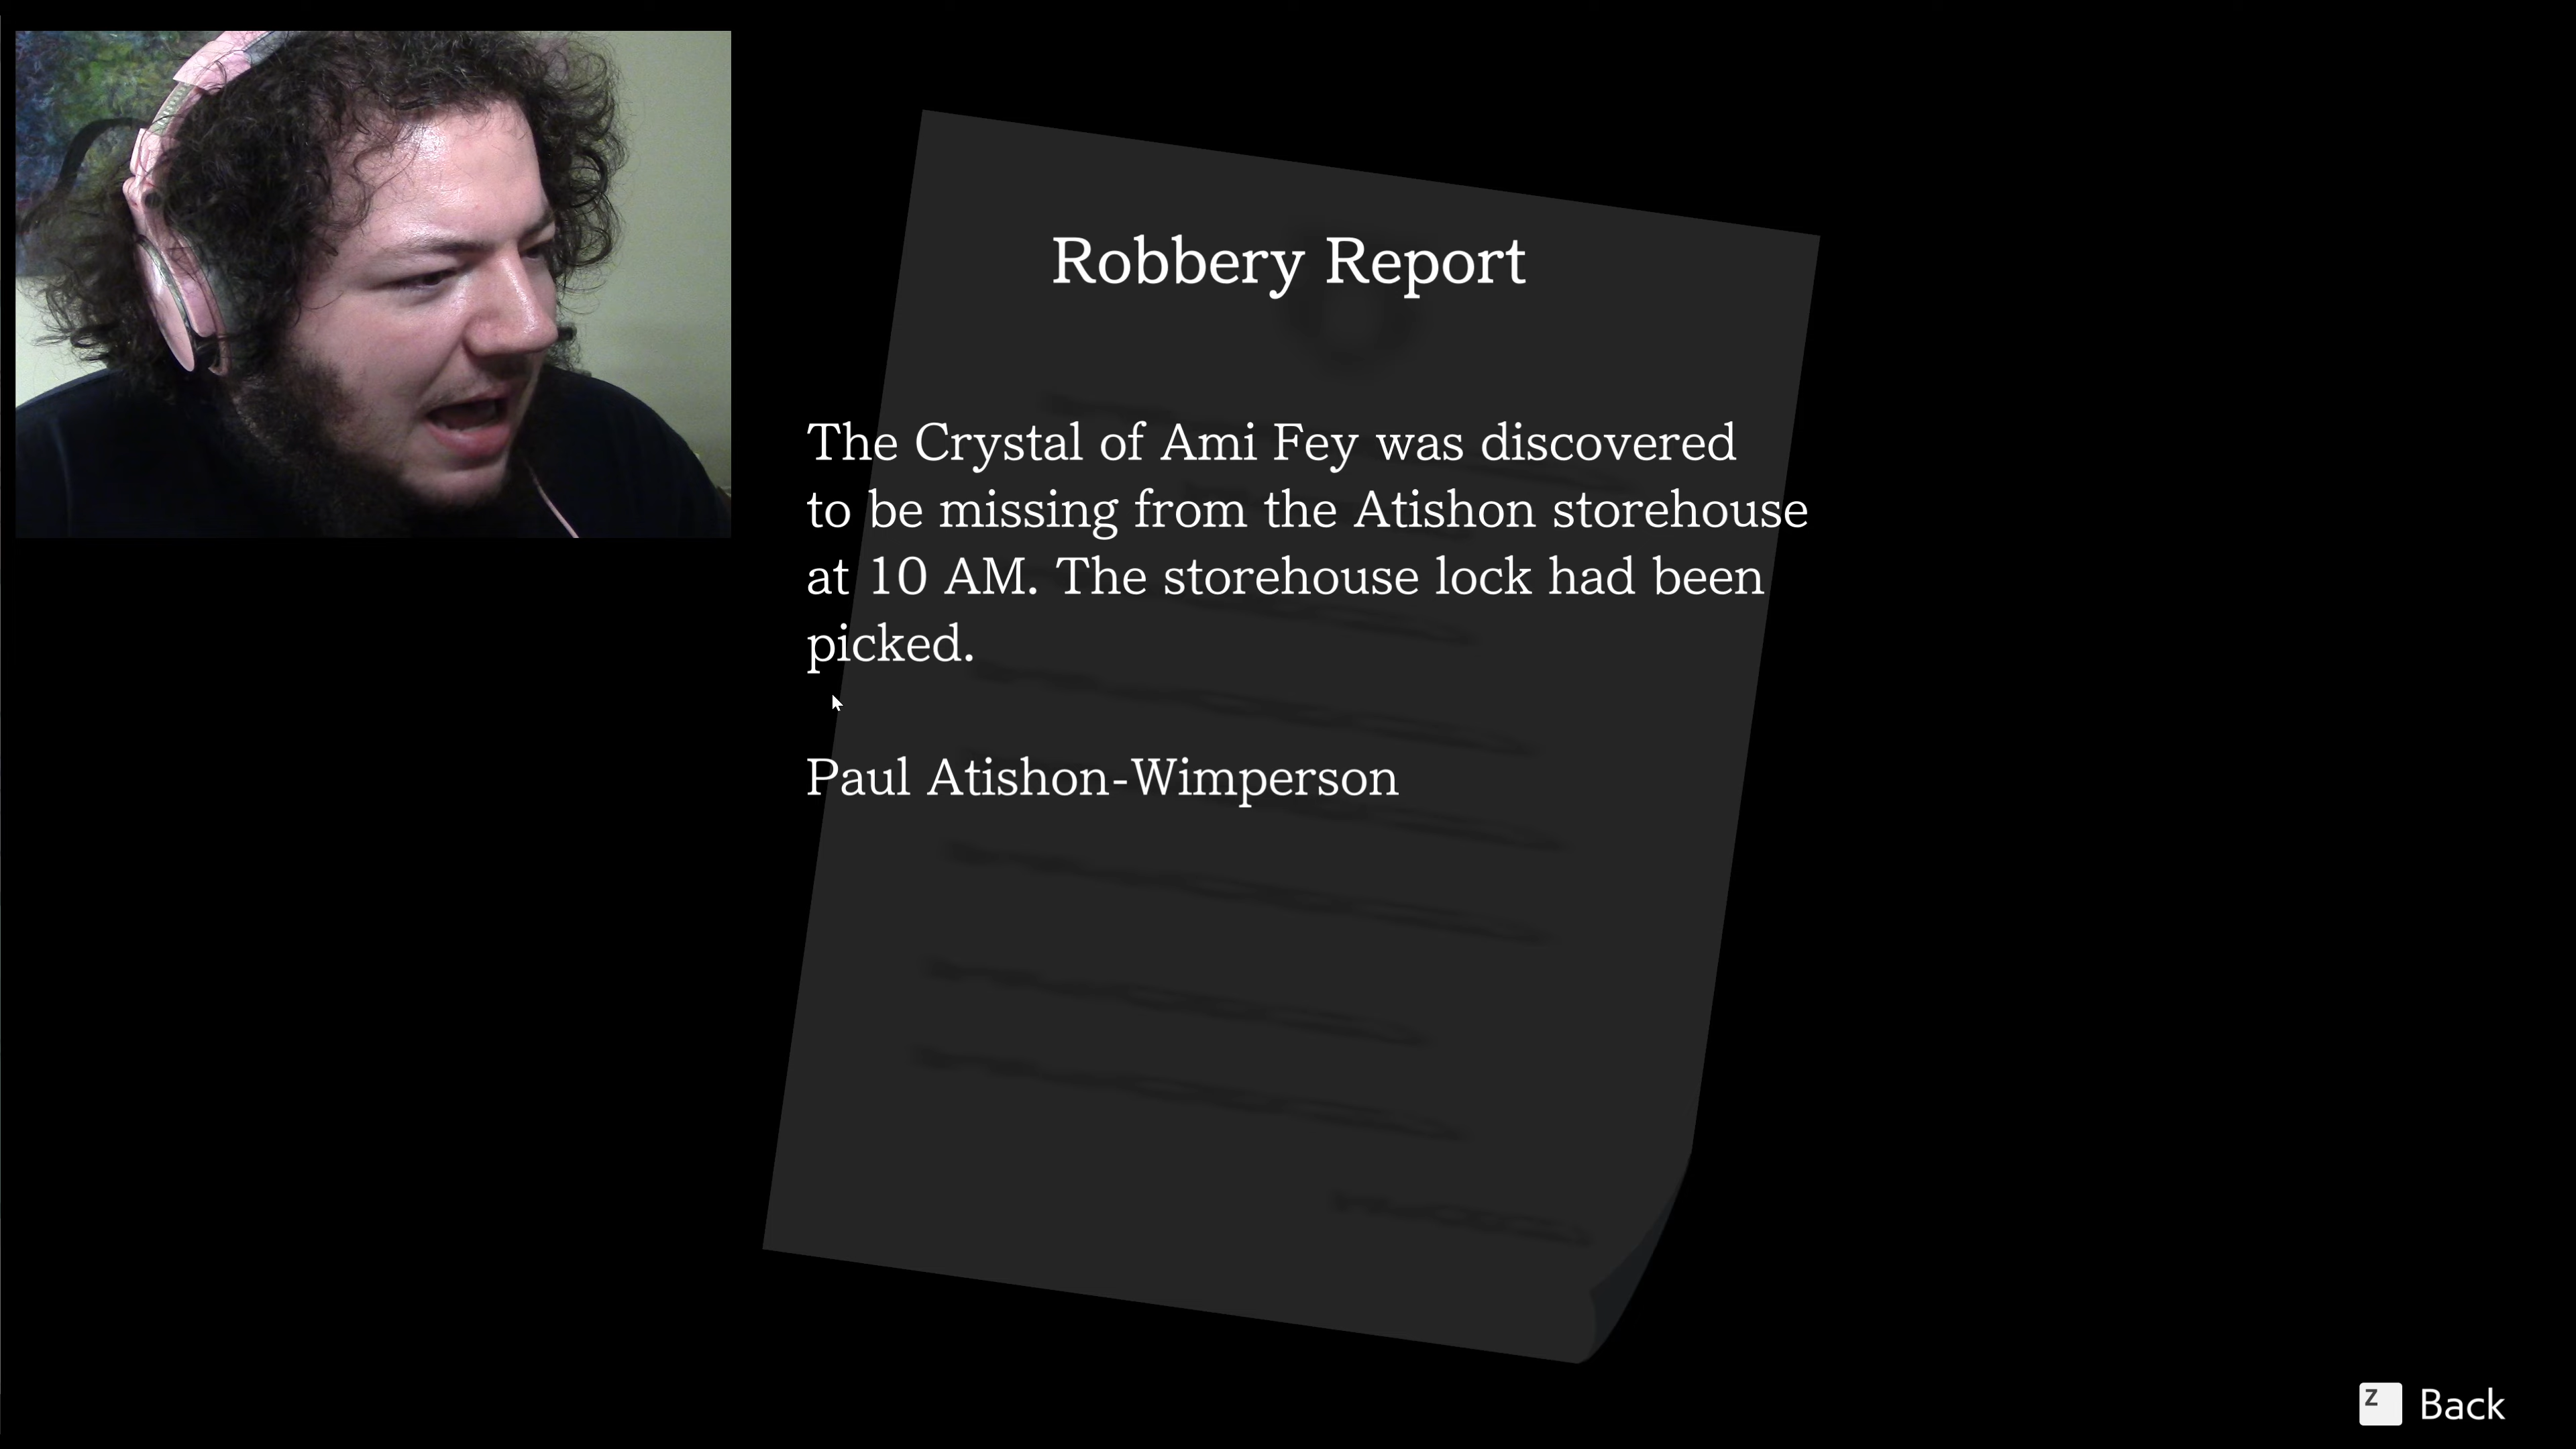 Robbery Report
The Crystal of Ami Fey was discovered
to be missing from the Atishon storehouse
at 10 AM. The storehouse lock had been
picked.
Paul Atishon-Wimperson
Z Back